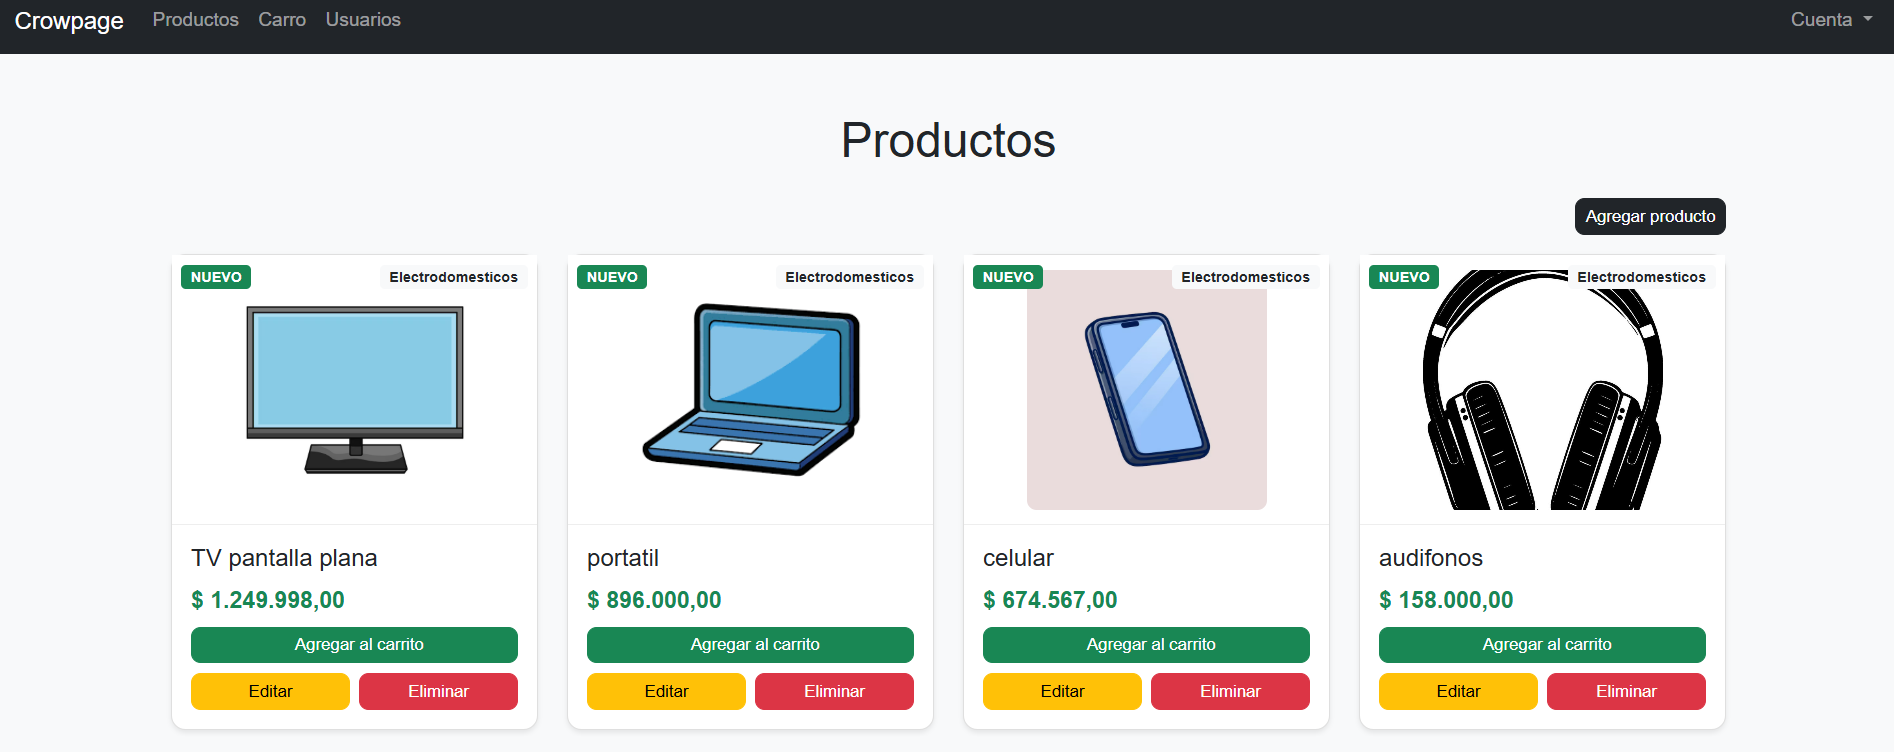 Crowpage Productos Carro Usuarios Cuenta
Productos
Agregar producto
NUEVO Electrodomesticos
TV pantalla plana
$ 1.249.998,00
Agregar al carrito
Editar Eliminar
NUEVO Electrodomesticos
portatil
$ 896.000,00
Agregar al carrito
Editar Eliminar
NUEVO Electrodomesticos
celular
$ 674.567,00
Agregar al carrito
Editar Eliminar
NUEVO Electrodomesticos
audifonos
$ 158.000,00
Agregar al carrito
Editar Eliminar